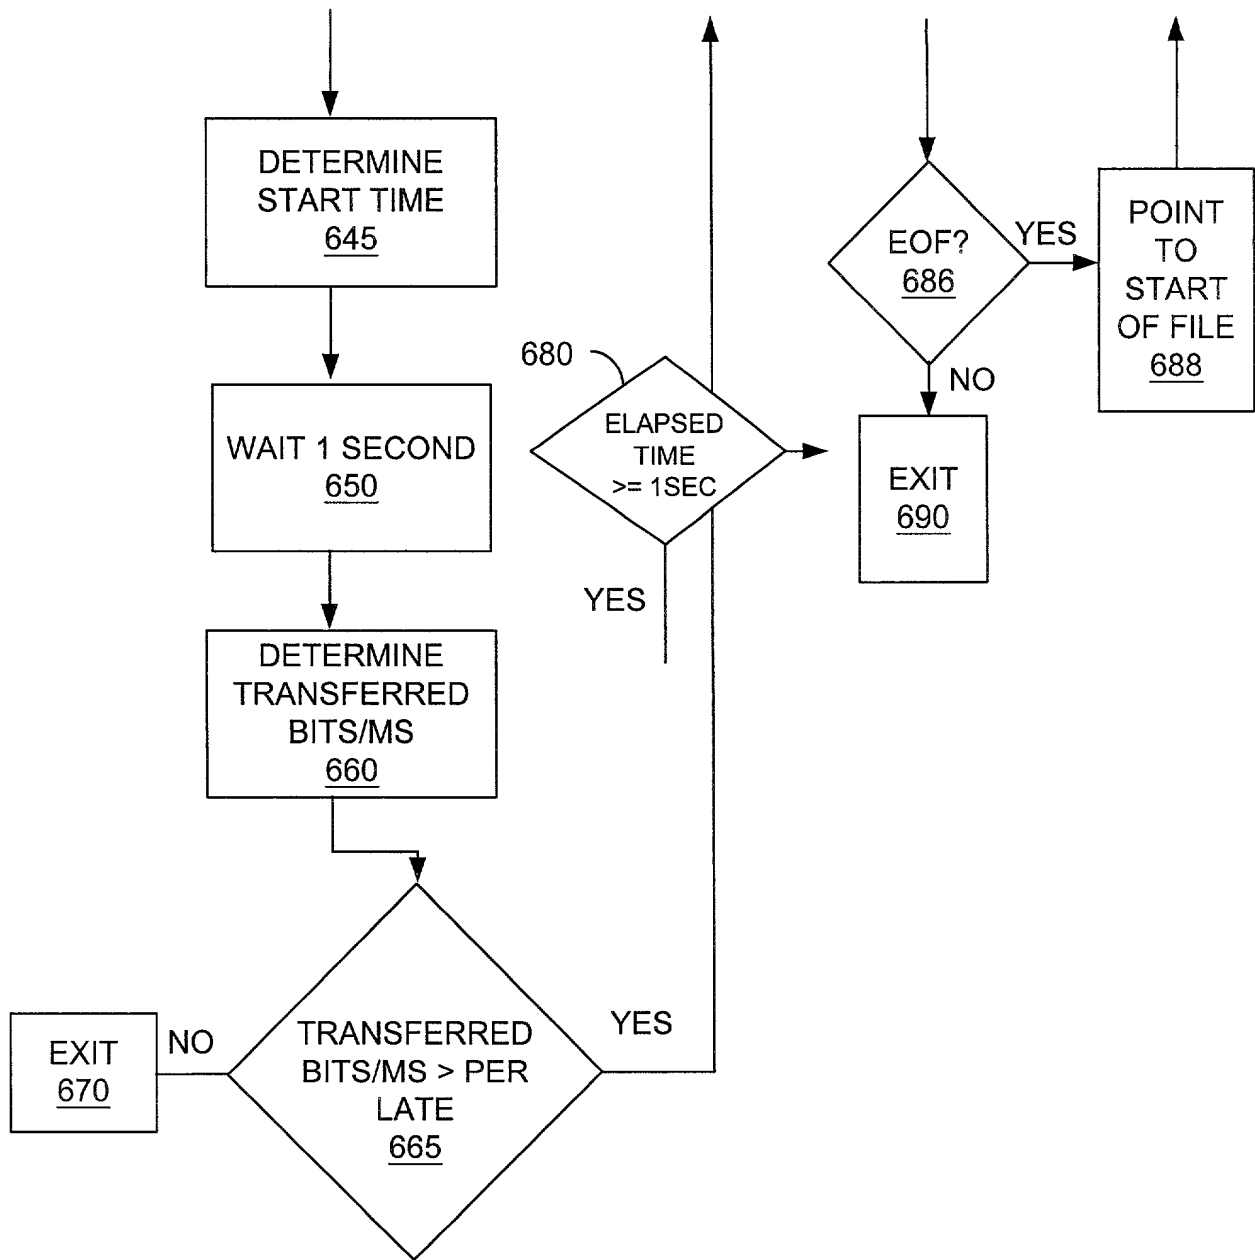 DETERMINE
START TIME
645
WAIT 1 SECOND
650
DETERMINE
TRANSFERRED
BITS/MS
660
TRANSFERRED
BITS/MS > PER
LATE
665
NO
EXIT
670
YES
680
ELAPSED
TIME
>= 1SEC
YES
EOF?
686
YES
NO
EXIT
690
POINT
TO
START
OF FILE
688